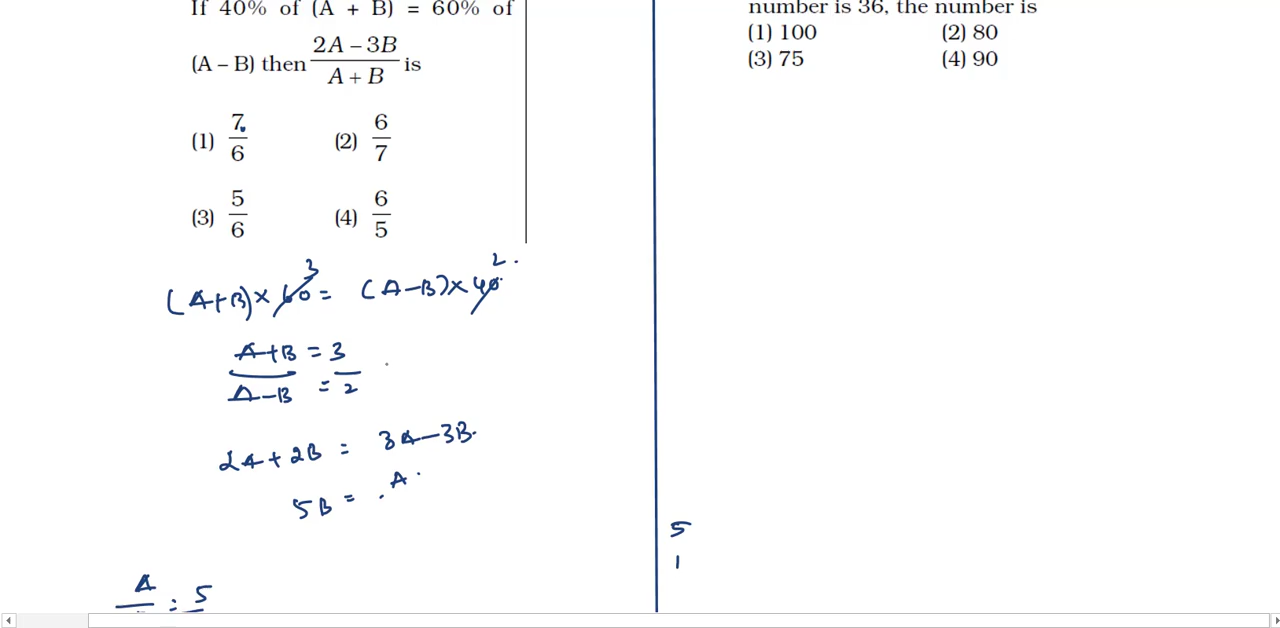 If 40% of (A + B) = 60% of
(A – B) then (2A – 3B)/(A + B) is
(1) 7/6 (2) 6/7
(3) 5/6 (4) 6/5
3 2
(A+B) × 60 = (A–B) × 40
A+B = 3
A–B = 2
2A + 2B = 3A – 3B
5B = A
A = 5
number is 36, the number is
(1) 100 (2) 80
(3) 75 (4) 90
5
1